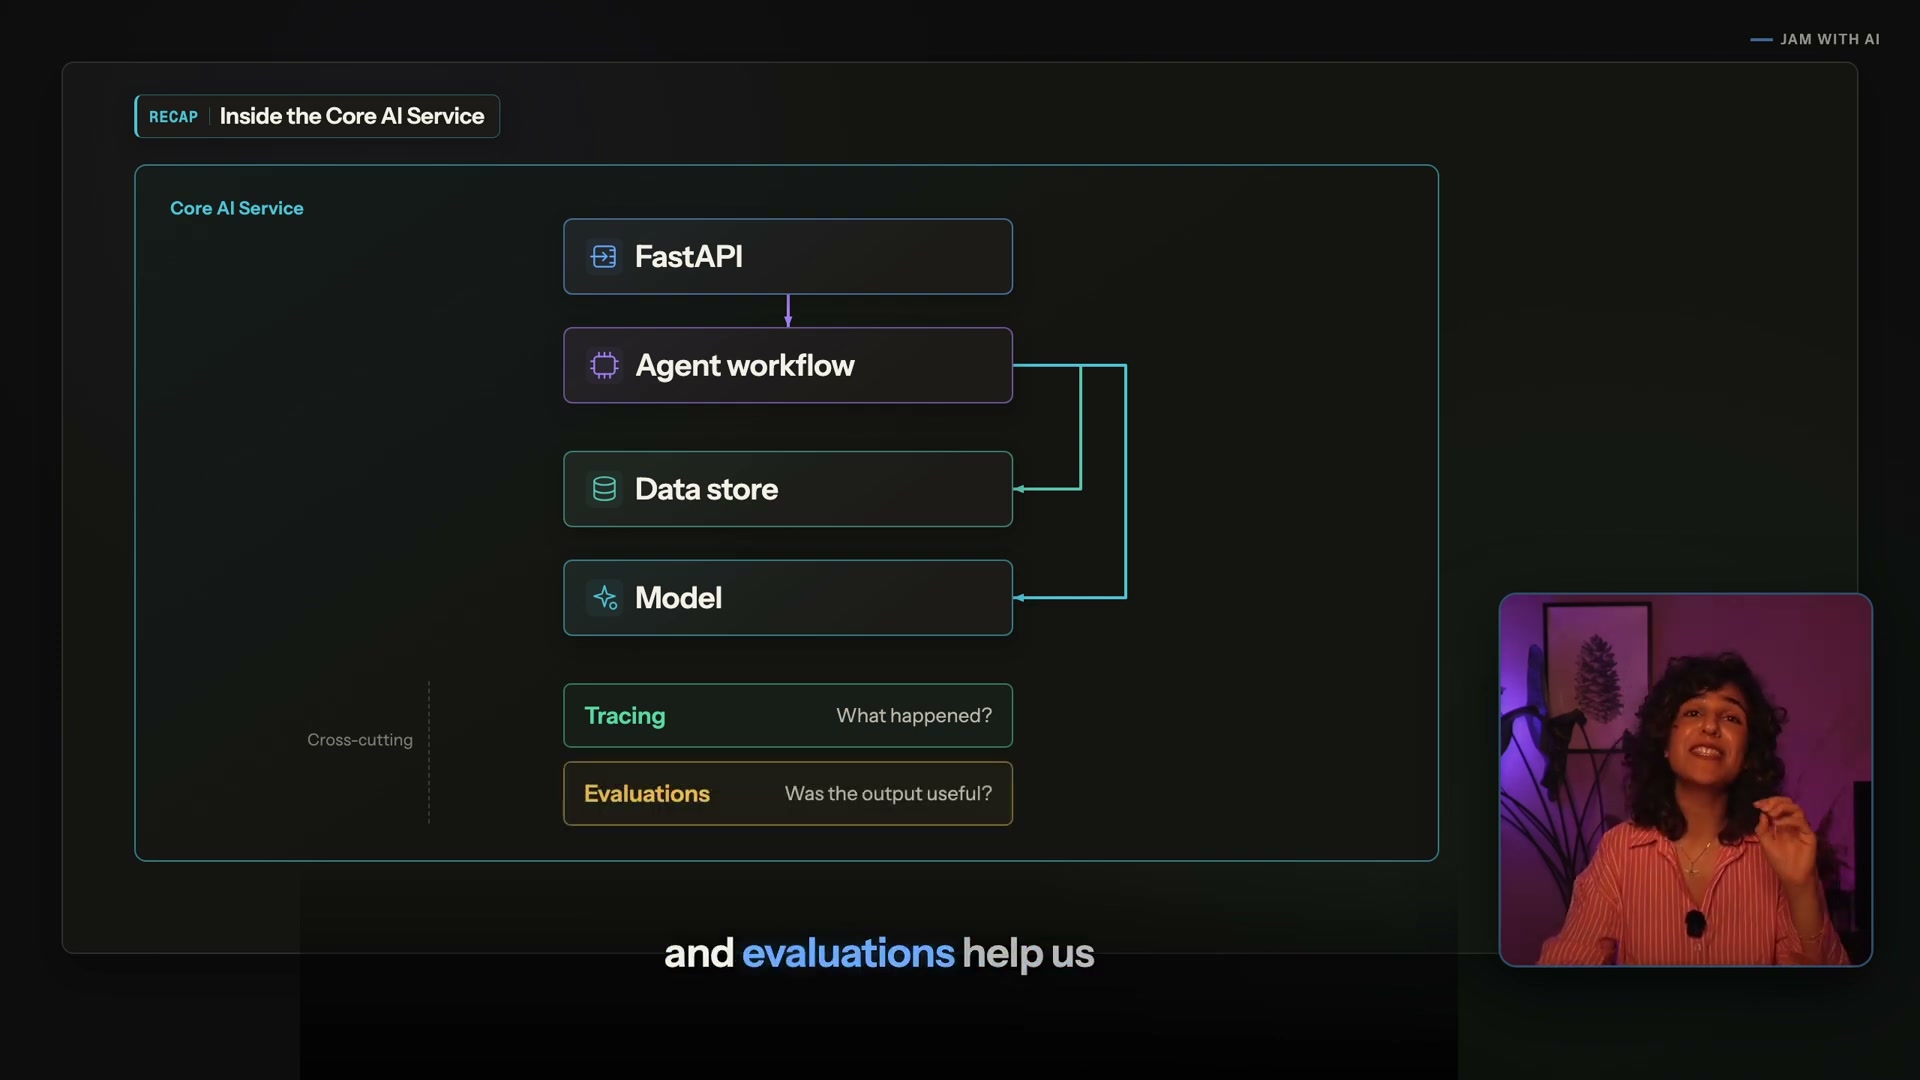 JAM WITH AI
RECAP Inside the Core AI Service
Core AI Service
FastAPI
Agent workflow
Data store
Model
Cross-cutting
Tracing What happened?
Evaluations Was the output useful?
and evaluations help us